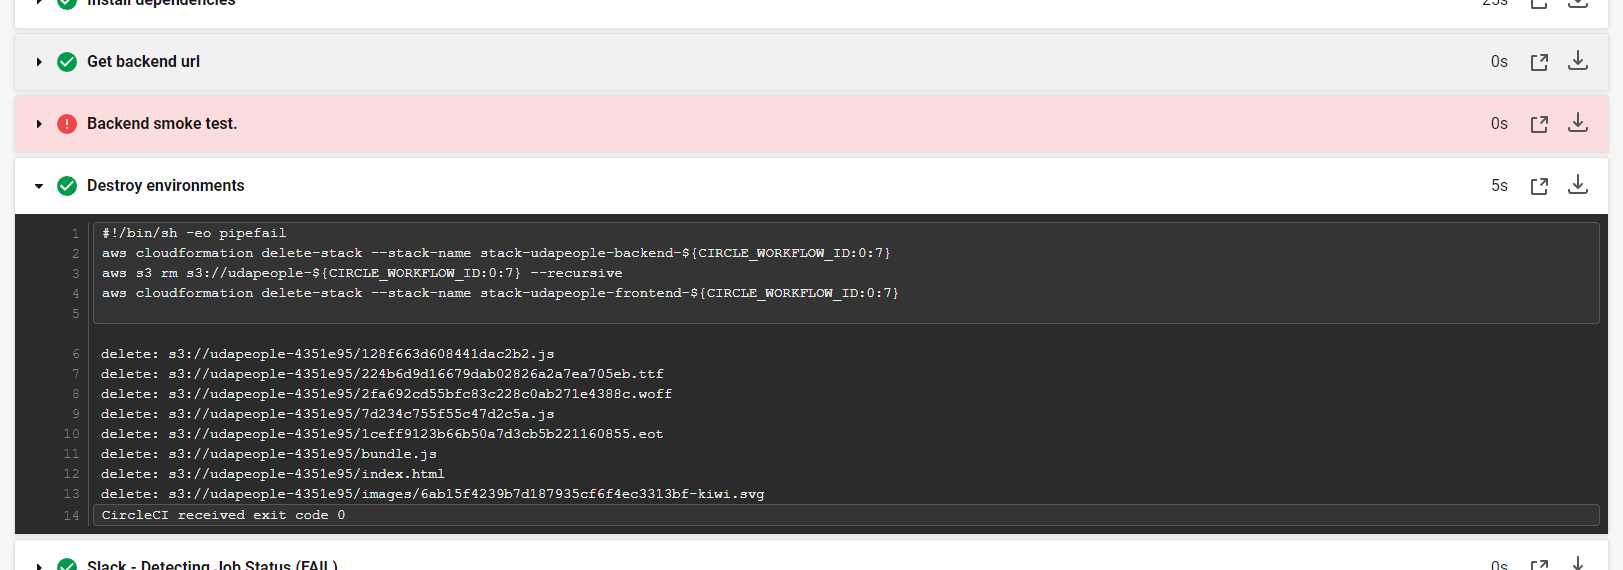 Install dependencies 25s
Get backend url 0s
Backend smoke test. 0s
Destroy environments 5s
1 #!/bin/sh -eo pipefail
2 aws cloudformation delete-stack --stack-name stack-udapeople-backend-${CIRCLE_WORKFLOW_ID:0:7}
3 aws s3 rm s3://udapeople-${CIRCLE_WORKFLOW_ID:0:7} --recursive
4 aws cloudformation delete-stack --stack-name stack-udapeople-frontend-${CIRCLE_WORKFLOW_ID:0:7}
5
6 delete: s3://udapeople-4351e95/128f663d608441dac2b2.js
7 delete: s3://udapeople-4351e95/224b6d9d16679dab02826a2a7ea705eb.ttf
8 delete: s3://udapeople-4351e95/2fa692cd55bfc83c228c0ab271e4388c.woff
9 delete: s3://udapeople-4351e95/7d234c755f55c47d2c5a.js
10 delete: s3://udapeople-4351e95/1ceff9123b66b50a7d3cb5b221160855.eot
11 delete: s3://udapeople-4351e95/bundle.js
12 delete: s3://udapeople-4351e95/index.html
13 delete: s3://udapeople-4351e95/images/6ab15f4239b7d187935cf6f4ec3313bf-kiwi.svg
14 CircleCI received exit code 0
Slack - Detecting Job Status (FAIL) 0s